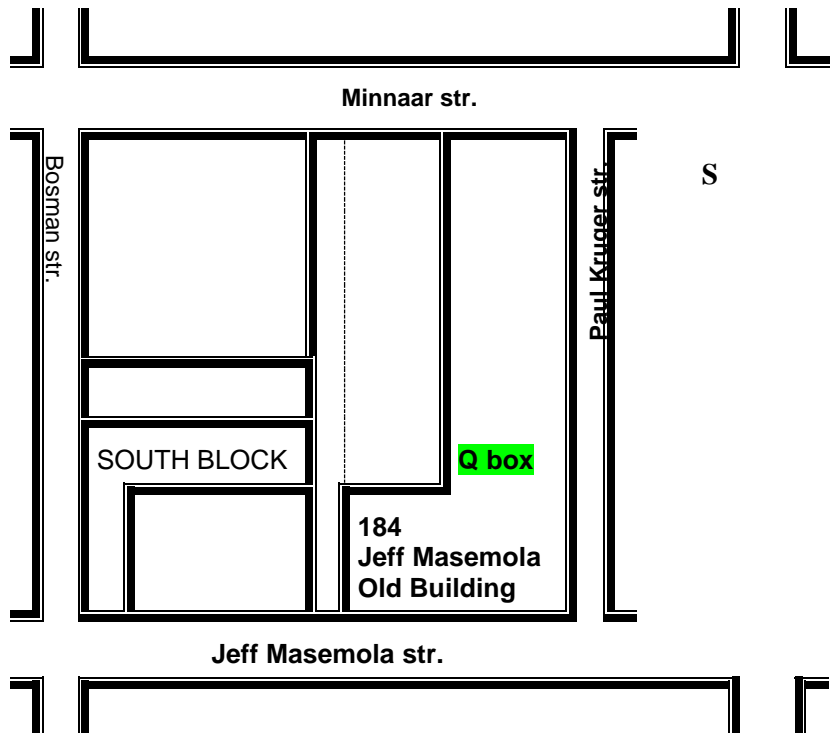 Minnaar str.
Bosman str.
Paul Kruger str.
S
SOUTH BLOCK
Q box
184
Jeff Masemola
Old Building
Jeff Masemola str.